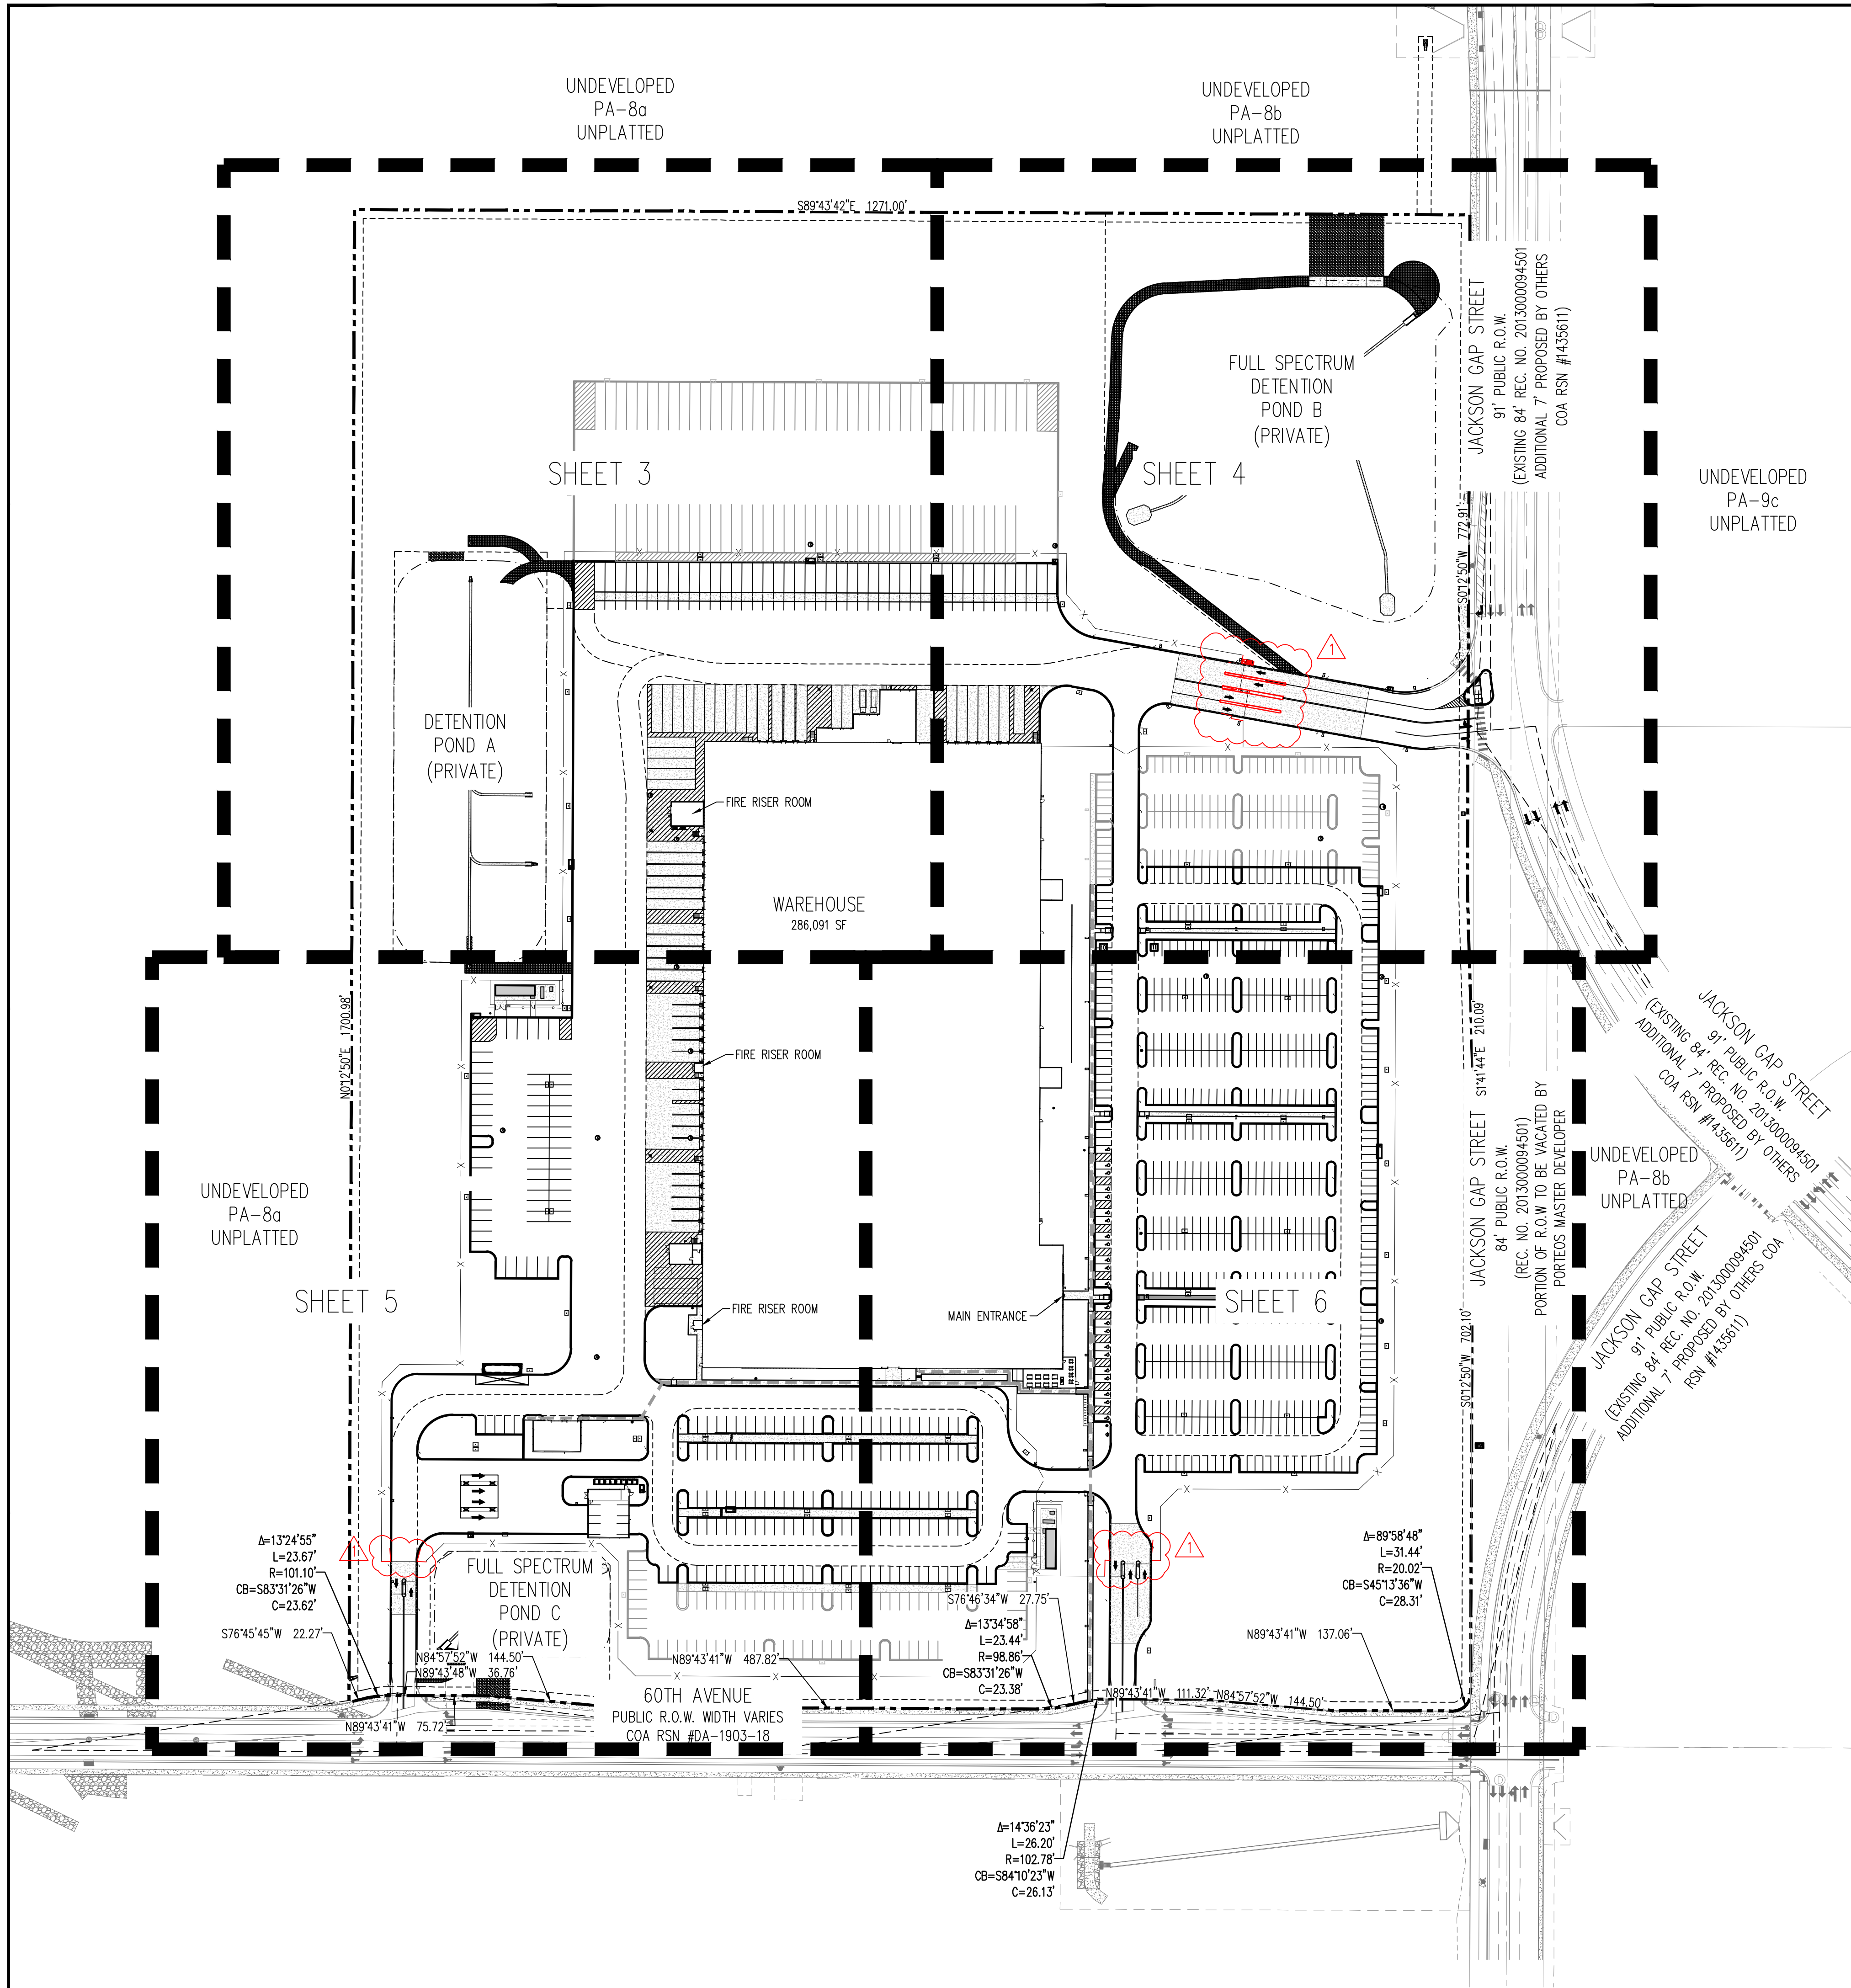 UNDEVELOPED
PA-8a
UNPLATTED
UNDEVELOPED
PA-8b
UNPLATTED
S89°43'42"E 1271.00'
JACKSON GAP STREET
91' PUBLIC R.O.W.
(EXISTING 84' REC. NO. 2013000094501
ADDITIONAL 7' PROPOSED BY OTHERS
COA RSN #1435611)
FULL SPECTRUM
DETENTION
POND B
(PRIVATE)
SHEET 3
SHEET 4
UNDEVELOPED
PA-9c
UNPLATTED
S0°12'50"W 772.91'
1
DETENTION
POND A
(PRIVATE)
FIRE RISER ROOM
WAREHOUSE
286,091 SF
N0°12'50"E 1700.98'
FIRE RISER ROOM
S1°41'44"E 210.09'
JACKSON GAP STREET
91' PUBLIC R.O.W.
(EXISTING 84' REC. NO. 2013000094501
ADDITIONAL 7' PROPOSED BY OTHERS
COA RSN #1435611)
JACKSON GAP STREET
84' PUBLIC R.O.W.
(REC. NO. 2013000094501)
PORTION OF R.O.W TO BE VACATED BY
PORTEOS MASTER DEVELOPER
UNDEVELOPED
PA-8b
UNPLATTED
UNDEVELOPED
PA-8a
UNPLATTED
SHEET 5
FIRE RISER ROOM
MAIN ENTRANCE
SHEET 6
S0°12'50"W 702.10'
JACKSON GAP STREET
91' PUBLIC R.O.W.
(EXISTING 84' REC. NO. 2013000094501
ADDITIONAL 7' PROPOSED BY OTHERS COA
RSN #1435611)
Δ=13°24'55"
L=23.67'
R=101.10'
CB=S83°31'26"W
C=23.62'
1
S76°45'45"W 22.27'
FULL SPECTRUM
DETENTION
POND C
(PRIVATE)
N84°57'52"W 144.50'
N89°43'48"W 36.76'
N89°43'41"W 75.72'
N89°43'41"W 487.82'
60TH AVENUE
PUBLIC R.O.W. WIDTH VARIES
COA RSN #DA-1903-18
1
S76°46'34"W 27.75'
Δ=13°34'58"
L=23.44'
R=98.86'
CB=S83°31'26"W
C=23.38'
N89°43'41"W 111.32'
N84°57'52"W 144.50'
Δ=89°58'48"
L=31.44'
R=20.02'
CB=S45°13'36"W
C=28.31'
N89°43'41"W 137.06'
Δ=14°36'23"
L=26.20'
R=102.78'
CB=S84°10'23"W
C=26.13'